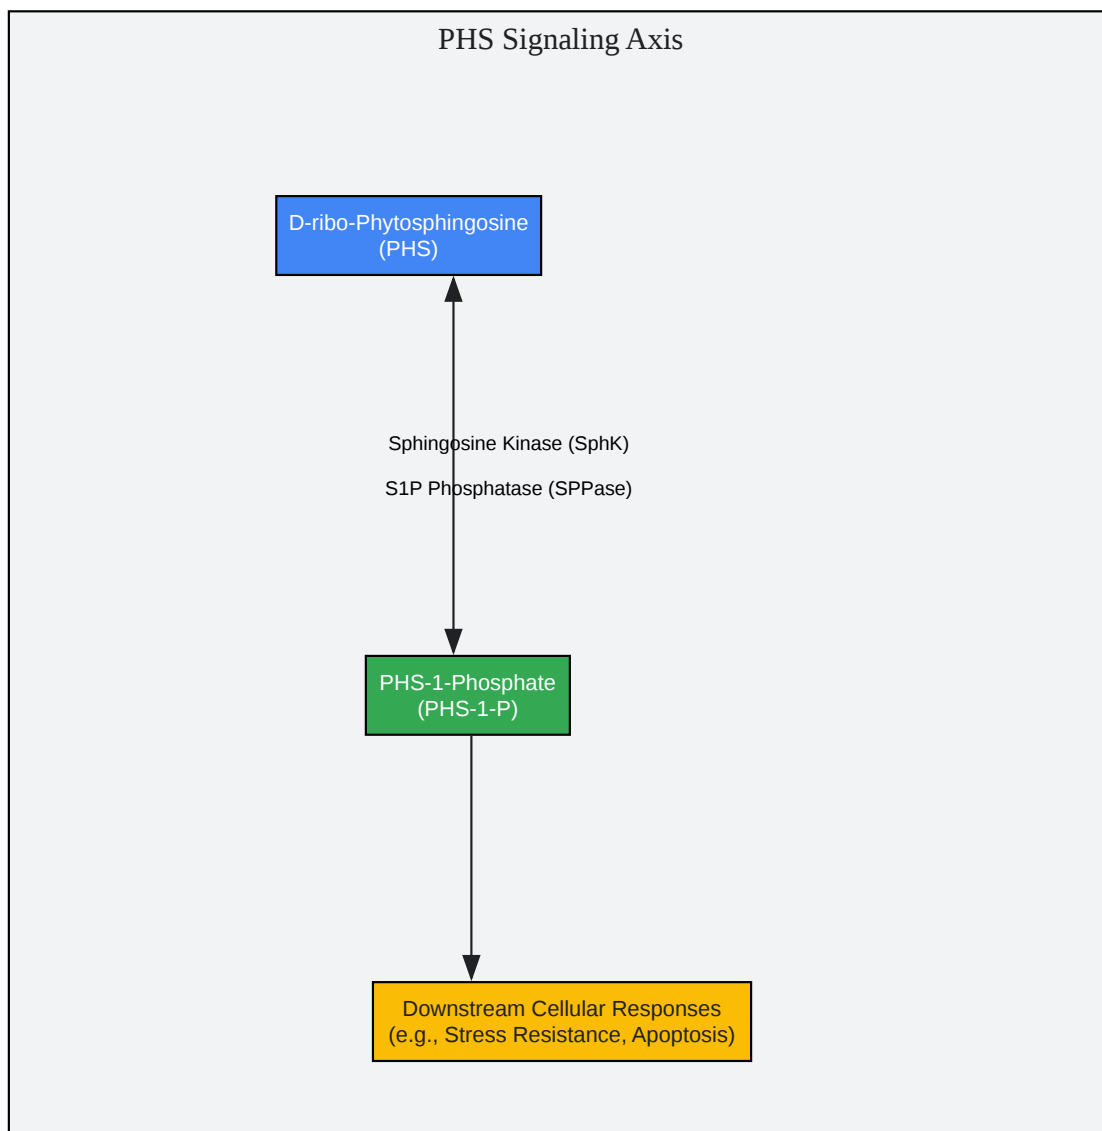 PHS Signaling Axis
D-ribo-Phytosphingosine
(PHS)
Sphingosine Kinase (SphK)
S1P Phosphatase (SPPase)
PHS-1-Phosphate
(PHS-1-P)
Downstream Cellular Responses
(e.g., Stress Resistance, Apoptosis)